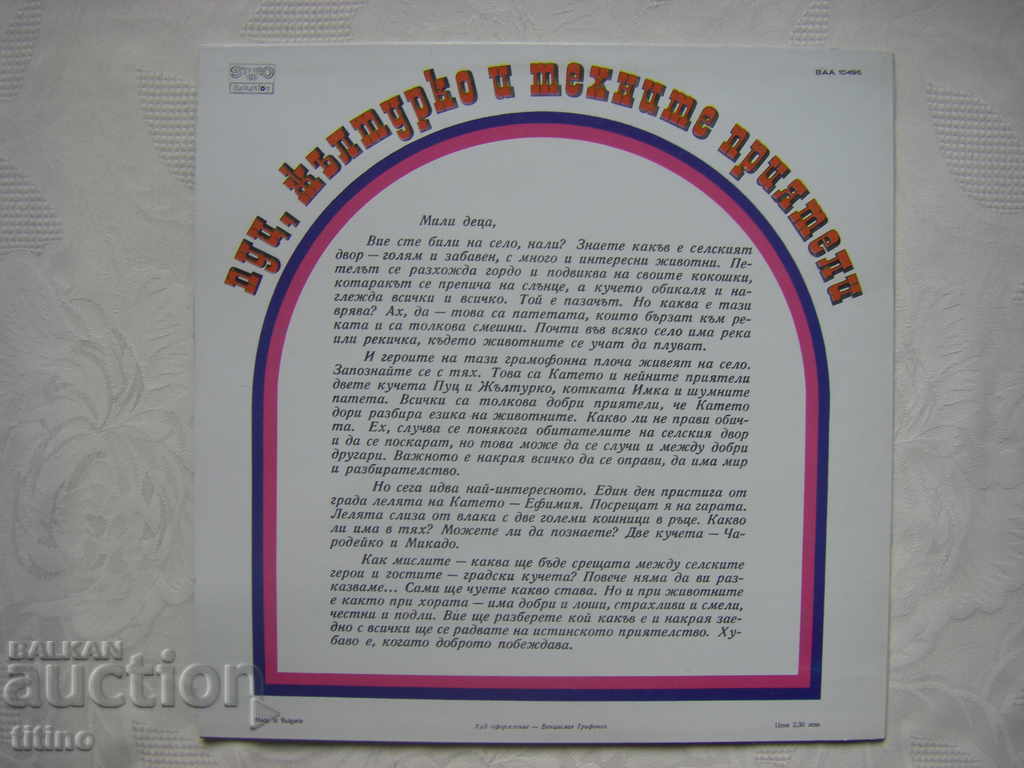 STEREO
ВАА 10496
Пуц, Жълтурко и техните приятели
Мили деца,
Вие сте били на село, нали? Знаете какъв е селският
двор — голям и забавен, с много и интересни животни. Пе-
телът се разхожда гордо и подвиква на своите кокошки,
котаракът се препича на слънце, а кучето обикаля и наг-
лежда всички и всичко. Той е пазачът. Но каква е тази
врява? Ах, да — това са патетата, които бързат към ре-
ката и са толкова смешни. Почти във всяко село има река
или рекичка, където животните се учат да плуват.
И героите на тази грамофонна плоча живеят на село.
Запознайте се с тях. Това са Катето и нейните приятели
двете кучета Пуц и Жълтурко, котката Имка и шумните
патета. Всички са толкова добри приятели, че Катето
дори разбира езика на животните. Какво ли не прави обич-
та. Ех, случва се понякога обитателите на селския двор
и да се поскарат, но това може да се случи и между добри
другари. Важното е накрая всичко да се оправи, да има мир
и разбирателство.
Но сега идва най-интересното. Един ден пристига от
града лелята на Катето — Ефимия. Посрещат я на гарата.
Лелята слиза от влака с две големи кошници в ръце. Какво
ли има в тях? Можете ли да познаете? Две кучета — Ча-
родейко и Микадо.
Как мислите — каква ще бъде срещата между селските
герои и гостите — градски кучета? Повече няма да ви раз-
казваме... Сами ще чуете какво става. Но и при животните
е както при хората — има добри и лоши, страхливи и смели,
честни и подли. Вие ще разберете кой какъв е и накрая зае-
дно с всички ще се радвате на истинското приятелство. Ху-
баво е, когато доброто побеждава.
Made in Bulgaria
Худ. оформление — Венцислав
Цена 2,30 лева
BALKAN
auction
titino